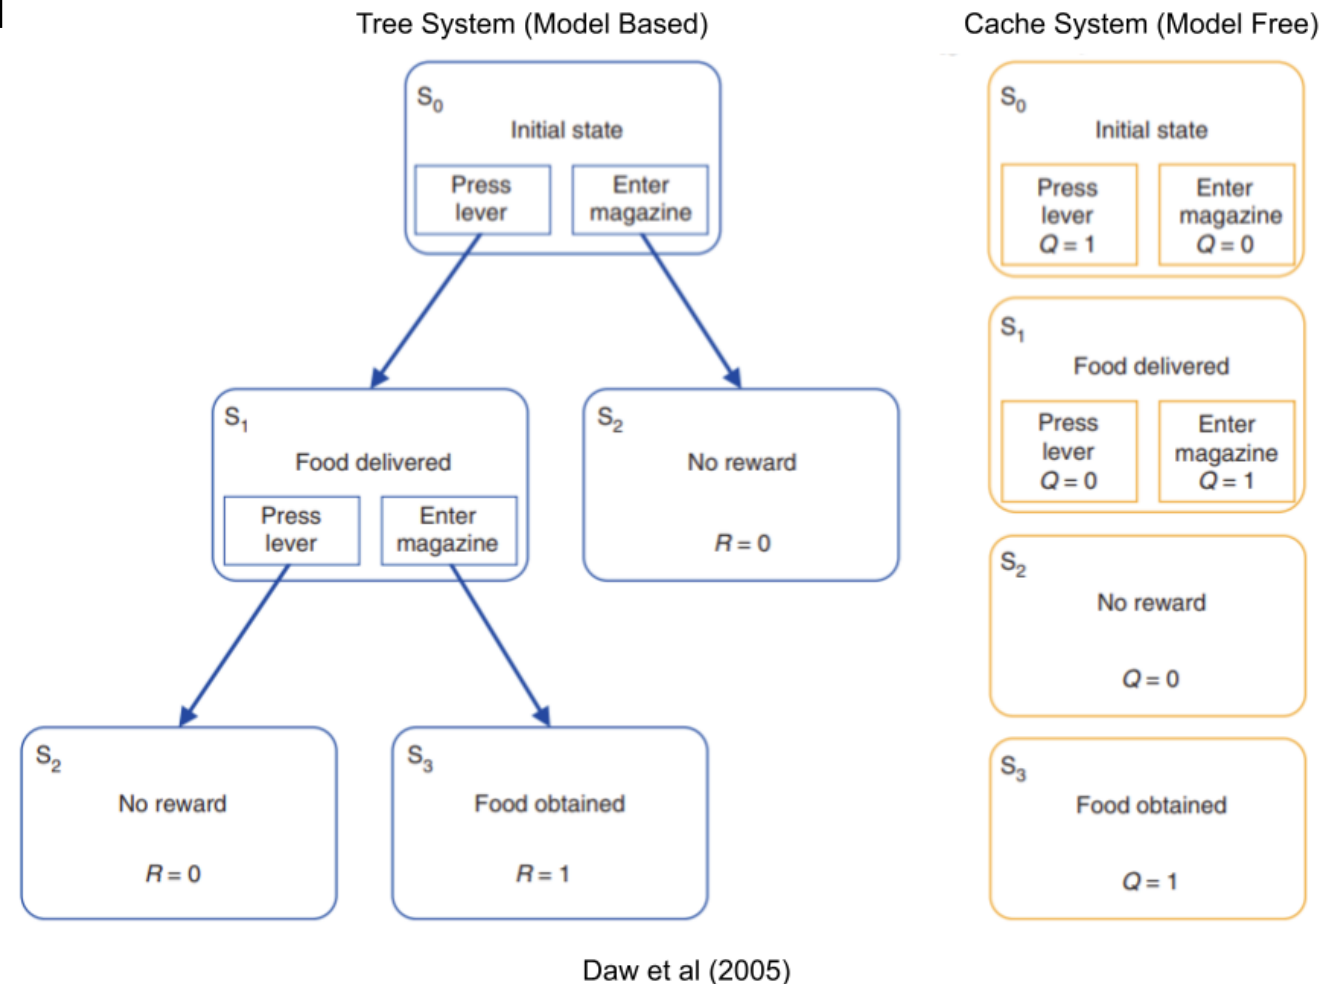 Tree System (Model Based)
Cache System (Model Free)
S0
Initial state
Press
lever
Enter
magazine
S1
Food delivered
Press
lever
Enter
magazine
S2
No reward
R = 0
S2
No reward
R = 0
S3
Food obtained
R = 1
S0
Initial state
Press
lever
Q = 1
Enter
magazine
Q = 0
S1
Food delivered
Press
lever
Q = 0
Enter
magazine
Q = 1
S2
No reward
Q = 0
S3
Food obtained
Q = 1
Daw et al (2005)